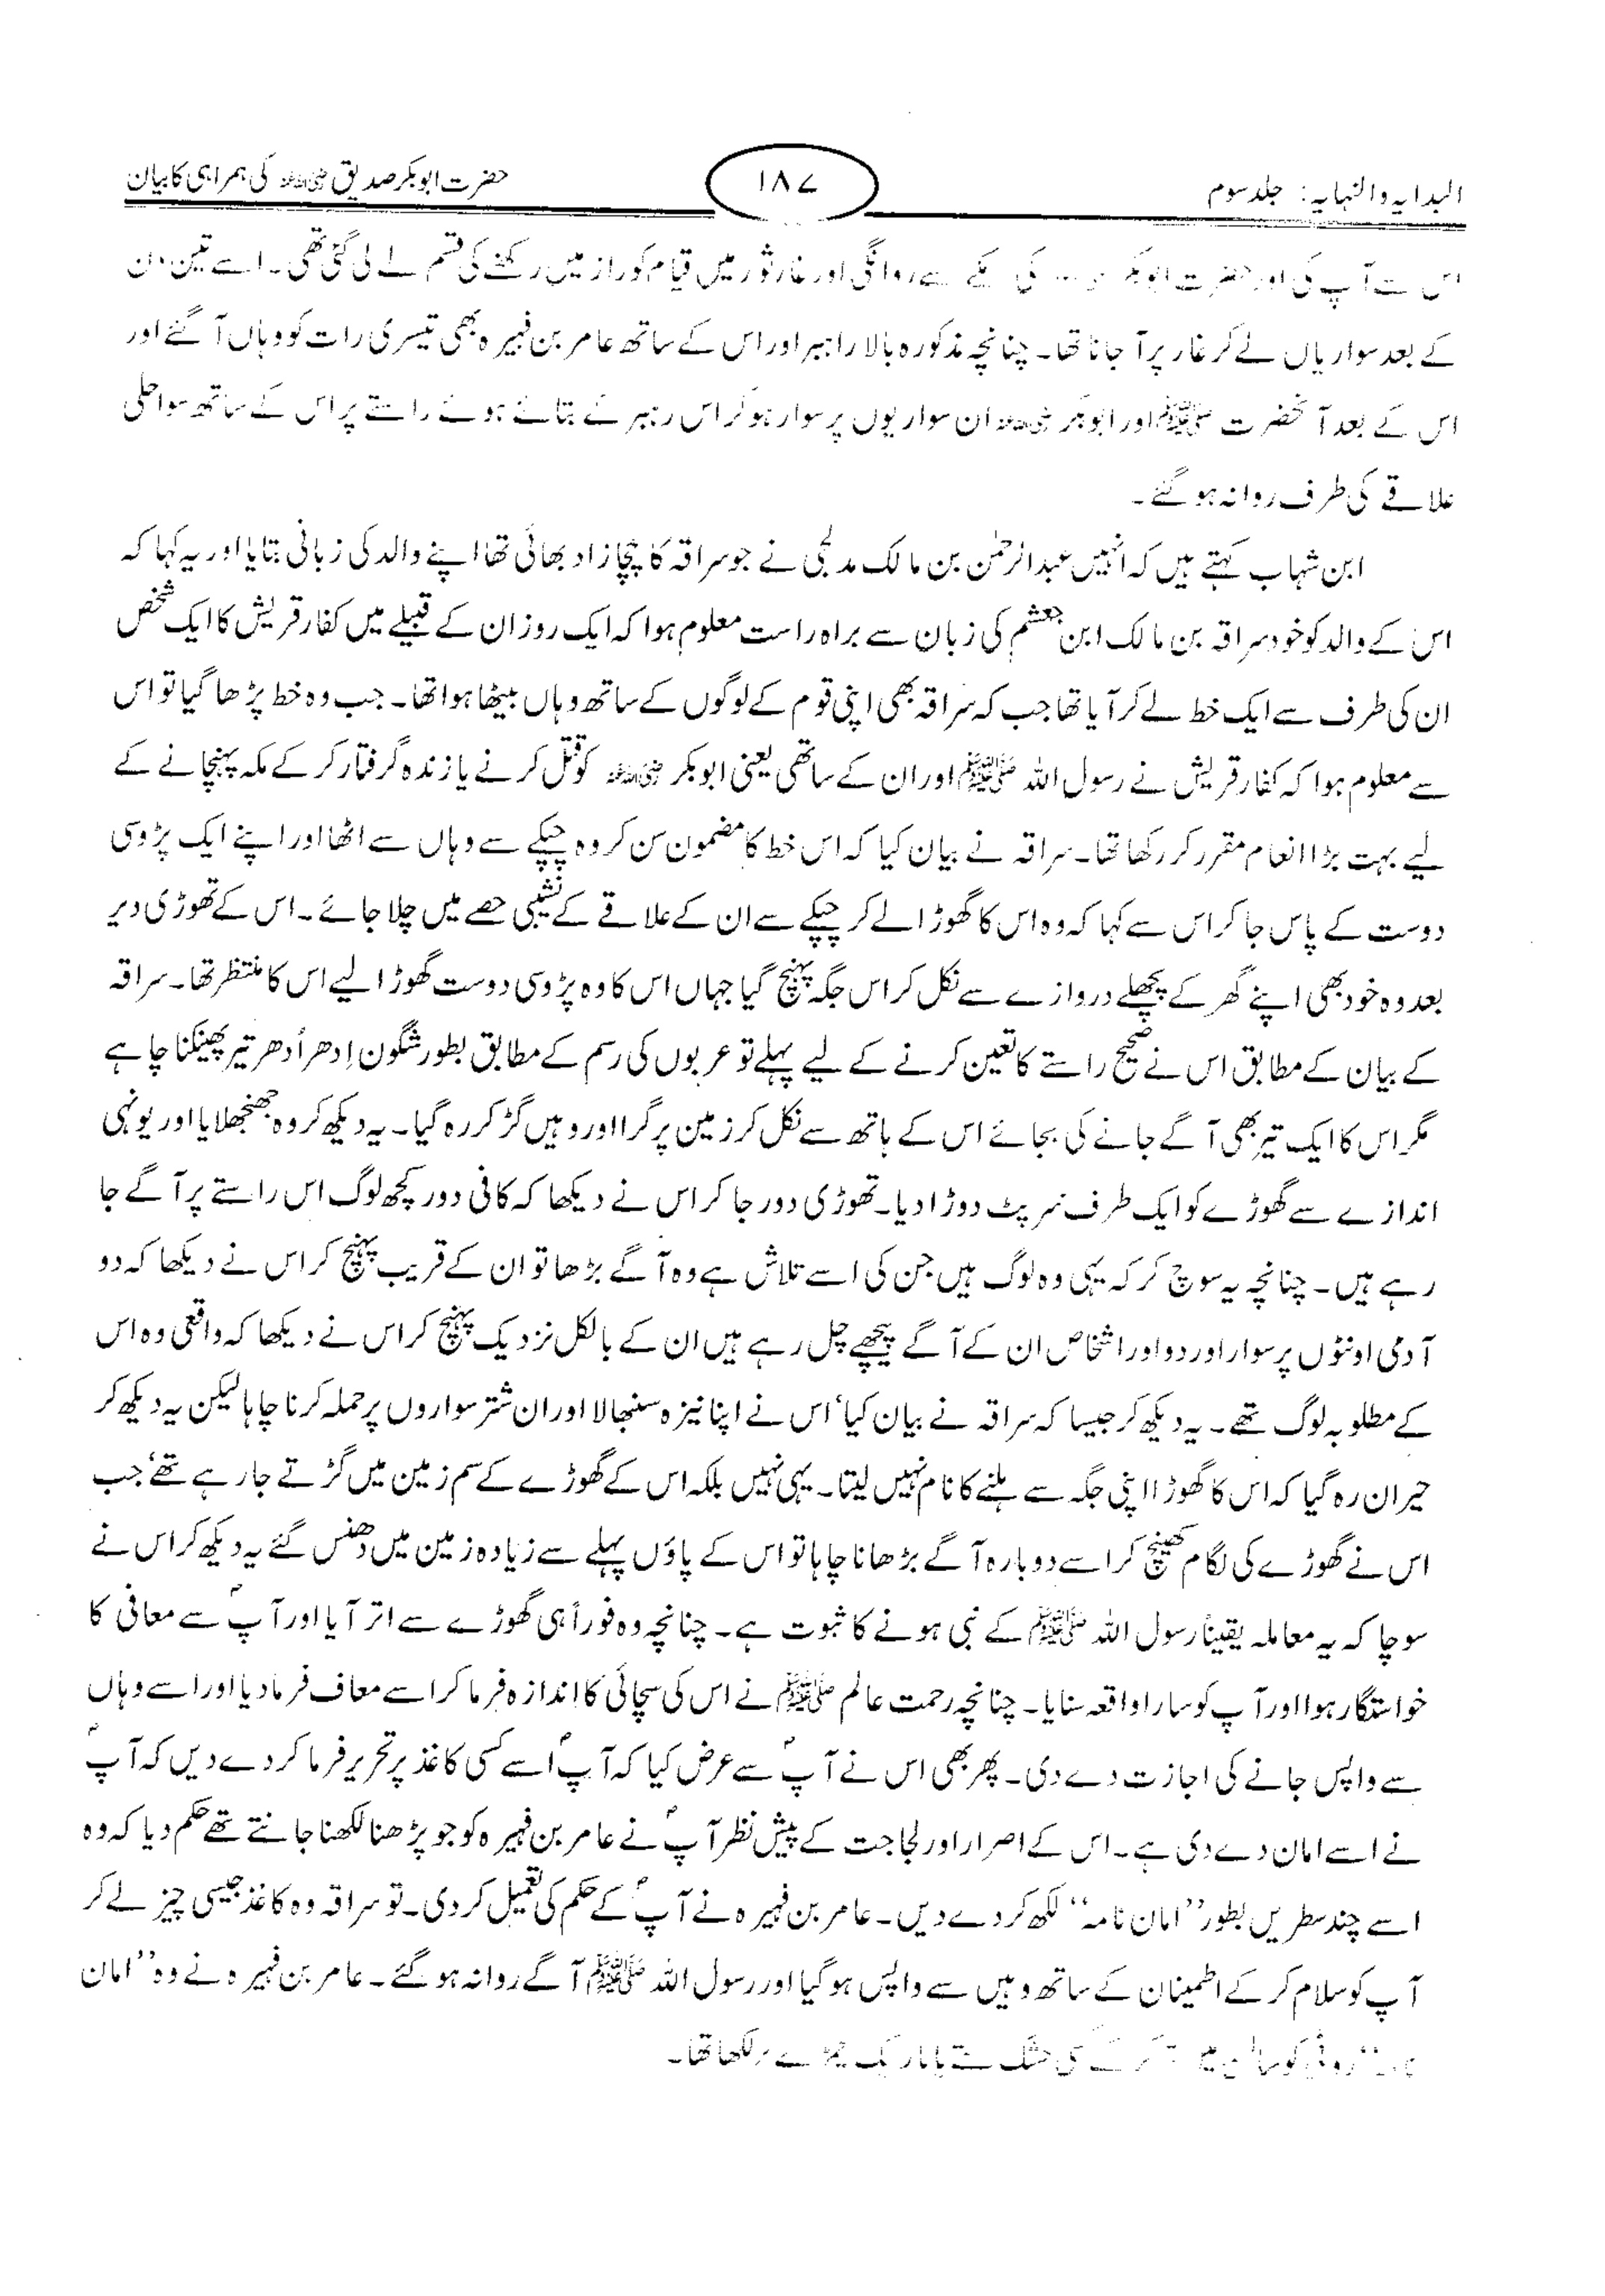 البدایہ والنہایہ: جلد سوم
۱۸۷
حضرت ابوبکر صدیق رضی اللہ عنہ کی ہمراہی کا بیان
اس سے آپ کی اور حضرت ابوبکر کی مکے سے روانگی اور غار ثور میں قیام کو راز میں رکھنے کی قسم لے لی گئی تھی۔ اسے تین دن
کے بعد سواریاں لے کر غار پر آ جانا تھا۔ چنانچہ مذکورہ بالا راہبر اور اس کے ساتھ عامر بن فہیرہ بھی تیسری رات کو وہاں آ گئے اور
اس کے بعد آنحضرت ﷺ اور ابوبکر رضی اللہ عنہ ان سواریوں پر سوار ہو کر اس رہبر کے بتائے ہوئے راستے پر اس کے ساتھ سواحلی
علاقے کی طرف روانہ ہو گئے۔
ابن شہاب کہتے ہیں کہ انہیں عبدالرحمٰن بن مالک مدلجی نے جو سراقہ کا چچا زاد بھائی تھا اپنے والد کی زبانی بتایا اور یہ کہا کہ
اس کے والد کو خود سراقہ بن مالک ابن جعشم کی زبان سے براہ راست معلوم ہوا کہ ایک روز ان کے قبیلے میں کفار قریش کا ایک شخص
ان کی طرف سے ایک خط لے کر آیا تھا جب کہ سراقہ بھی اپنی قوم کے لوگوں کے ساتھ وہاں بیٹھا ہوا تھا۔ جب وہ خط پڑھا گیا تو اس
سے معلوم ہوا کہ کفار قریش نے رسول اللہ ﷺ اور ان کے ساتھی یعنی ابوبکر رضی اللہ عنہ کو قتل کرنے یا زندہ گرفتار کر کے مکہ پہنچانے کے
لیے بہت بڑا انعام مقرر کر رکھا تھا۔ سراقہ نے بیان کیا کہ اس خط کا مضمون سن کر وہ چپکے سے وہاں سے اٹھا اور اپنے ایک پڑوسی
دوست کے پاس جا کر اس سے کہا کہ وہ اس کا گھوڑا لے کر چپکے سے ان کے علاقے کے نشیبی حصے میں چلا جائے۔ اس کے تھوڑی دیر
بعد وہ خود بھی اپنے گھر کے پچھلے دروازے سے نکل کر اس جگہ پہنچ گیا جہاں اس کا وہ پڑوسی دوست گھوڑا لیے اس کا منتظر تھا۔ سراقہ
کے بیان کے مطابق اس نے صحیح راستے کا تعین کرنے کے لیے پہلے تو عربوں کی رسم کے مطابق بطور شگون اِدھر اُدھر تیر پھینکنا چاہے
مگر اس کا ایک تیر بھی آگے جانے کی بجائے اس کے ہاتھ سے نکل کر زمین پر گرا اور وہیں گڑ کر رہ گیا۔ یہ دیکھ کر وہ جھنجھلایا اور یونہی
اندازے سے گھوڑے کو ایک طرف سرپٹ دوڑا دیا۔ تھوڑی دور جا کر اس نے دیکھا کہ کافی دور کچھ لوگ اس راستے پر آگے جا
رہے ہیں۔ چنانچہ یہ سوچ کر کہ یہی وہ لوگ ہیں جن کی اسے تلاش ہے وہ آگے بڑھا تو ان کے قریب پہنچ کر اس نے دیکھا کہ دو
آدمی اونٹوں پر سوار اور دو اور اشخاص ان کے آگے پیچھے چل رہے ہیں ان کے بالکل نزدیک پہنچ کر اس نے دیکھا کہ واقعی وہ اس
کے مطلوبہ لوگ تھے۔ یہ دیکھ کر جیسا کہ سراقہ نے بیان کیا‘ اس نے اپنا نیزہ سنبھالا اور ان شتر سواروں پر حملہ کرنا چاہا لیکن یہ دیکھ کر
حیران رہ گیا کہ اس کا گھوڑا اپنی جگہ سے ہلنے کا نام نہیں لیتا۔ یہی نہیں بلکہ اس کے گھوڑے کے سم زمین میں گڑتے جا رہے تھے‘ جب
اس نے گھوڑے کی لگام کھینچ کر اسے دوبارہ آگے بڑھانا چاہا تو اس کے پاؤں پہلے سے زیادہ زمین میں دھنس گئے یہ دیکھ کر اس نے
سوچا کہ یہ معاملہ یقیناً رسول اللہ ﷺ کے نبی ہونے کا ثبوت ہے۔ چنانچہ وہ فوراً ہی گھوڑے سے اتر آیا اور آپؐ سے معافی کا
خواستگار ہوا اور آپ کو سارا واقعہ سنایا۔ چنانچہ رحمت عالم ﷺ نے اس کی سچائی کا اندازہ فرما کر اسے معاف فرما دیا اور اسے وہاں
سے واپس جانے کی اجازت دے دی۔ پھر بھی اس نے آپؐ سے عرض کیا کہ آپؐ اسے کسی کاغذ پر تحریر فرما کر دے دیں کہ آپؐ
نے اسے امان دے دی ہے۔ اس کے اصرار اور لجاجت کے پیش نظر آپؐ نے عامر بن فہیرہ کو جو پڑھنا لکھنا جانتے تھے حکم دیا کہ وہ
اسے چند سطریں بطور ’’امان نامہ‘‘ لکھ کر دے دیں۔ عامر بن فہیرہ نے آپؐ کے حکم کی تعمیل کر دی۔ تو سراقہ وہ کاغذ جیسی چیز لے کر
آپ کو سلام کر کے اطمینان کے ساتھ وہیں سے واپس ہو گیا اور رسول اللہ ﷺ آگے روانہ ہو گئے۔ عامر بن فہیرہ نے وہ ’’امان
کو میں کی خشک پتے یا باریک چمڑے پر لکھا تھا۔